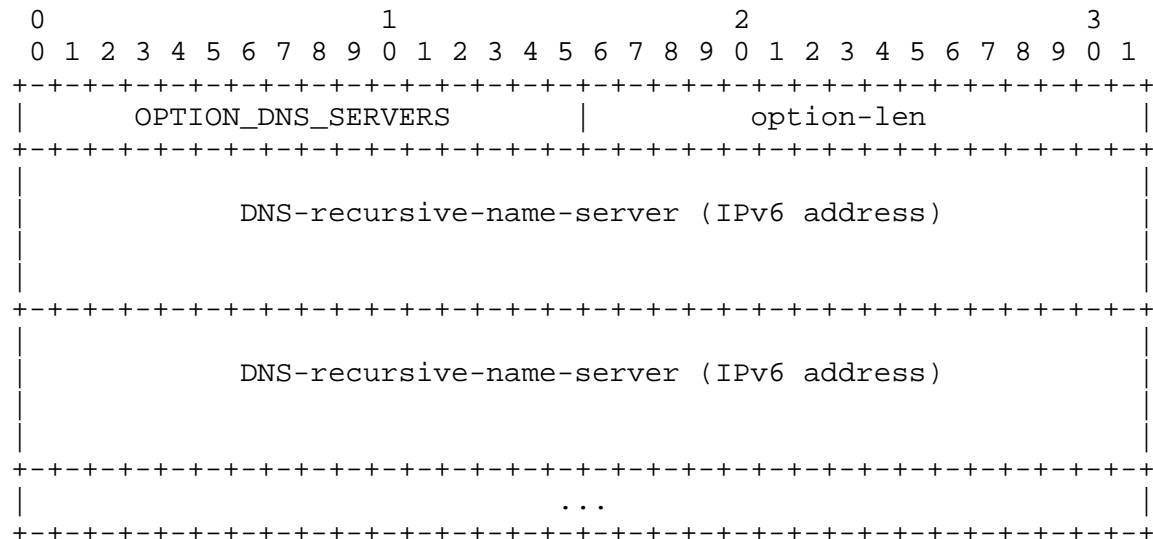 0                   1                   2                   3
 0 1 2 3 4 5 6 7 8 9 0 1 2 3 4 5 6 7 8 9 0 1 2 3 4 5 6 7 8 9 0 1
+-+-+-+-+-+-+-+-+-+-+-+-+-+-+-+-+-+-+-+-+-+-+-+-+-+-+-+-+-+-+-+-+
|      OPTION_DNS_SERVERS       |         option-len            |
+-+-+-+-+-+-+-+-+-+-+-+-+-+-+-+-+-+-+-+-+-+-+-+-+-+-+-+-+-+-+-+-+
|                                                               |
|            DNS-recursive-name-server (IPv6 address)           |
|                                                               |
|                                                               |
+-+-+-+-+-+-+-+-+-+-+-+-+-+-+-+-+-+-+-+-+-+-+-+-+-+-+-+-+-+-+-+-+
|                                                               |
|            DNS-recursive-name-server (IPv6 address)           |
|                                                               |
|                                                               |
+-+-+-+-+-+-+-+-+-+-+-+-+-+-+-+-+-+-+-+-+-+-+-+-+-+-+-+-+-+-+-+-+
|                              ...                              |
+-+-+-+-+-+-+-+-+-+-+-+-+-+-+-+-+-+-+-+-+-+-+-+-+-+-+-+-+-+-+-+-+